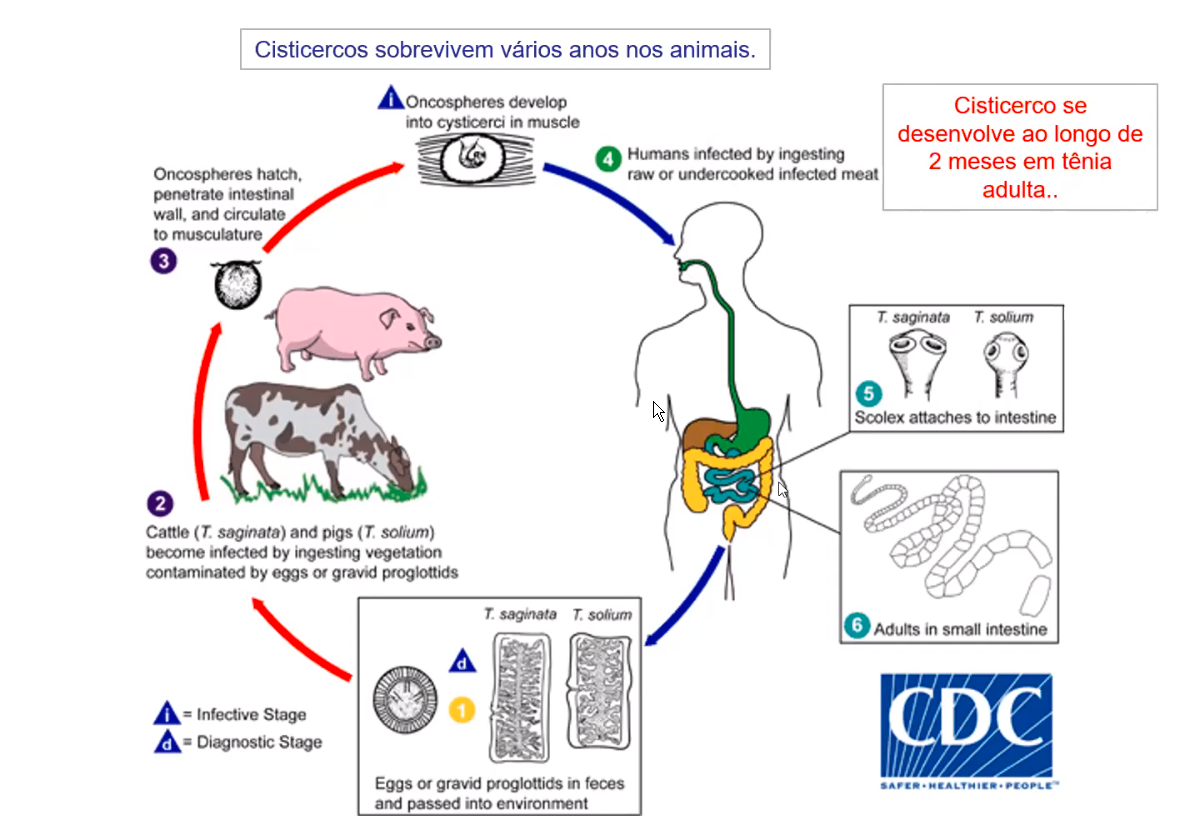 Cisticercos sobrevivem vários anos nos animais.
i
Oncospheres develop
into cysticerci in muscle
Cisticerco se
desenvolve ao longo de
2 meses em tênia
adulta..
4
Humans infected by ingesting
raw or undercooked infected meat
Oncospheres hatch,
penetrate intestinal
wall, and circulate
to musculature
3
T. saginata T. solium
5
Scolex attaches to intestine
2
Cattle (T. saginata) and pigs (T. solium)
become infected by ingesting vegetation
contaminated by eggs or gravid proglottids
6 Adults in small intestine
T. saginata T. solium
d
1
Eggs or gravid proglottids in feces
and passed into environment
i = Infective Stage
d = Diagnostic Stage
CDC
SAFER•HEALTHIER•PEOPLE™